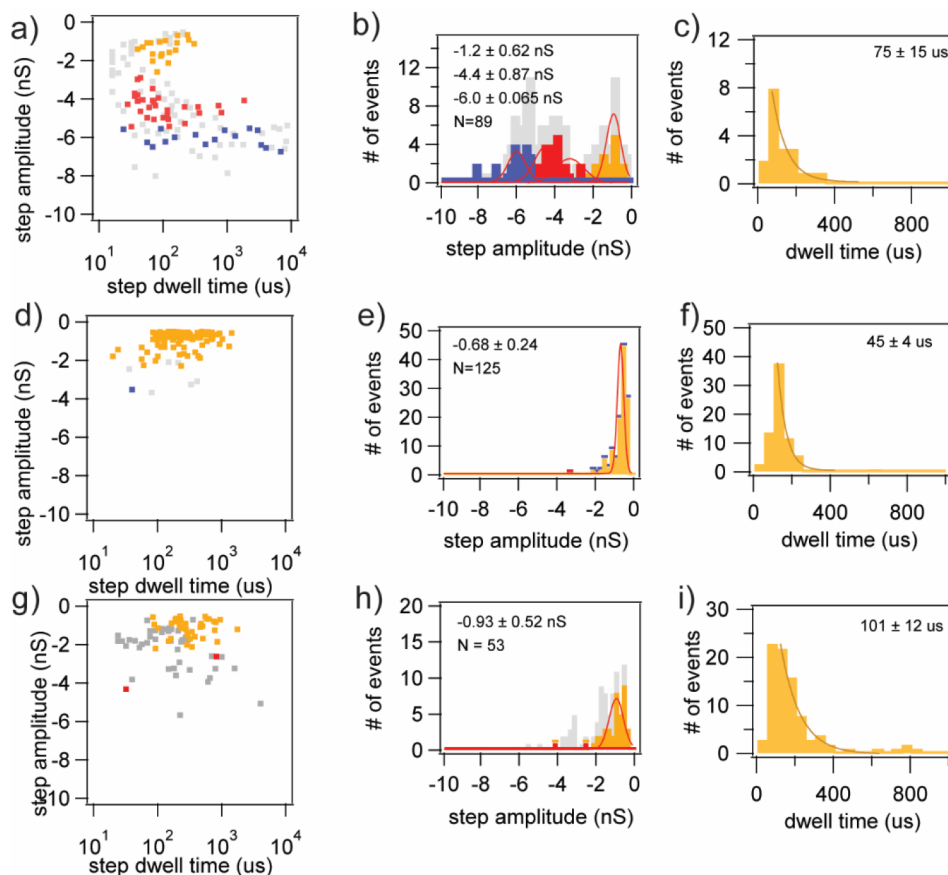 a)
step amplitude (nS)
0
-2
-4
-6
-8
-10
10^1 10^2 10^3 10^4
step dwell time (us)
b)
# of events
12
8
4
0
-1.2 ± 0.62 nS
-4.4 ± 0.87 nS
-6.0 ± 0.065 nS
N=89
-10 -8 -6 -4 -2 0
step amplitude (nS)
c)
# of events
12
8
4
0
75 ± 15 us
0 400 800
dwell time (us)
d)
step amplitude (nS)
0
-2
-4
-6
-8
-10
10^1 10^2 10^3 10^4
step dwell time (us)
e)
# of events
50
40
30
20
10
0
-0.68 ± 0.24
N=125
-10 -8 -6 -4 -2 0
step amplitude (nS)
f)
# of events
50
40
30
20
10
0
45 ± 4 us
0 400 800
dwell time (us)
g)
step amplitude (nS)
0
-2
-4
-6
-8
-10
10^1 10^2 10^3 10^4
step dwell time (us)
h)
# of events
20
15
10
5
0
-0.93 ± 0.52 nS
N = 53
-10 -8 -6 -4 -2 0
step amplitude (nS)
i)
# of events
30
20
10
0
101 ± 12 us
0 400 800
dwell time (us)